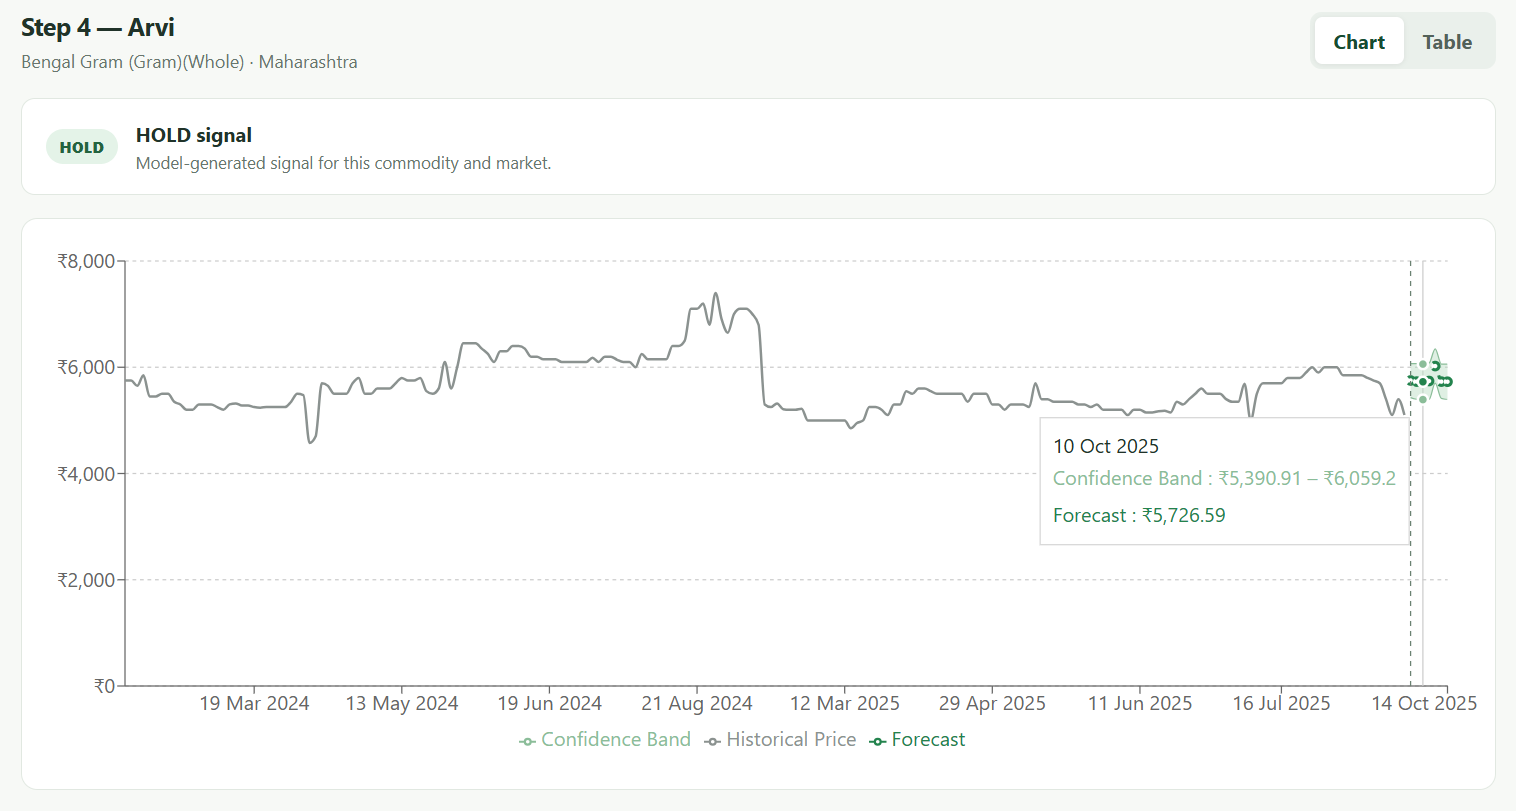 Step 4 — Arvi
Chart Table
Bengal Gram (Gram)(Whole) · Maharashtra
HOLD
HOLD signal
Model-generated signal for this commodity and market.
₹8,000
₹6,000
₹4,000
₹2,000
₹0
10 Oct 2025
Confidence Band : ₹5,390.91 – ₹6,059.2
Forecast : ₹5,726.59
19 Mar 2024 13 May 2024 19 Jun 2024 21 Aug 2024 12 Mar 2025 29 Apr 2025 11 Jun 2025 16 Jul 2025 14 Oct 2025
Confidence Band Historical Price Forecast